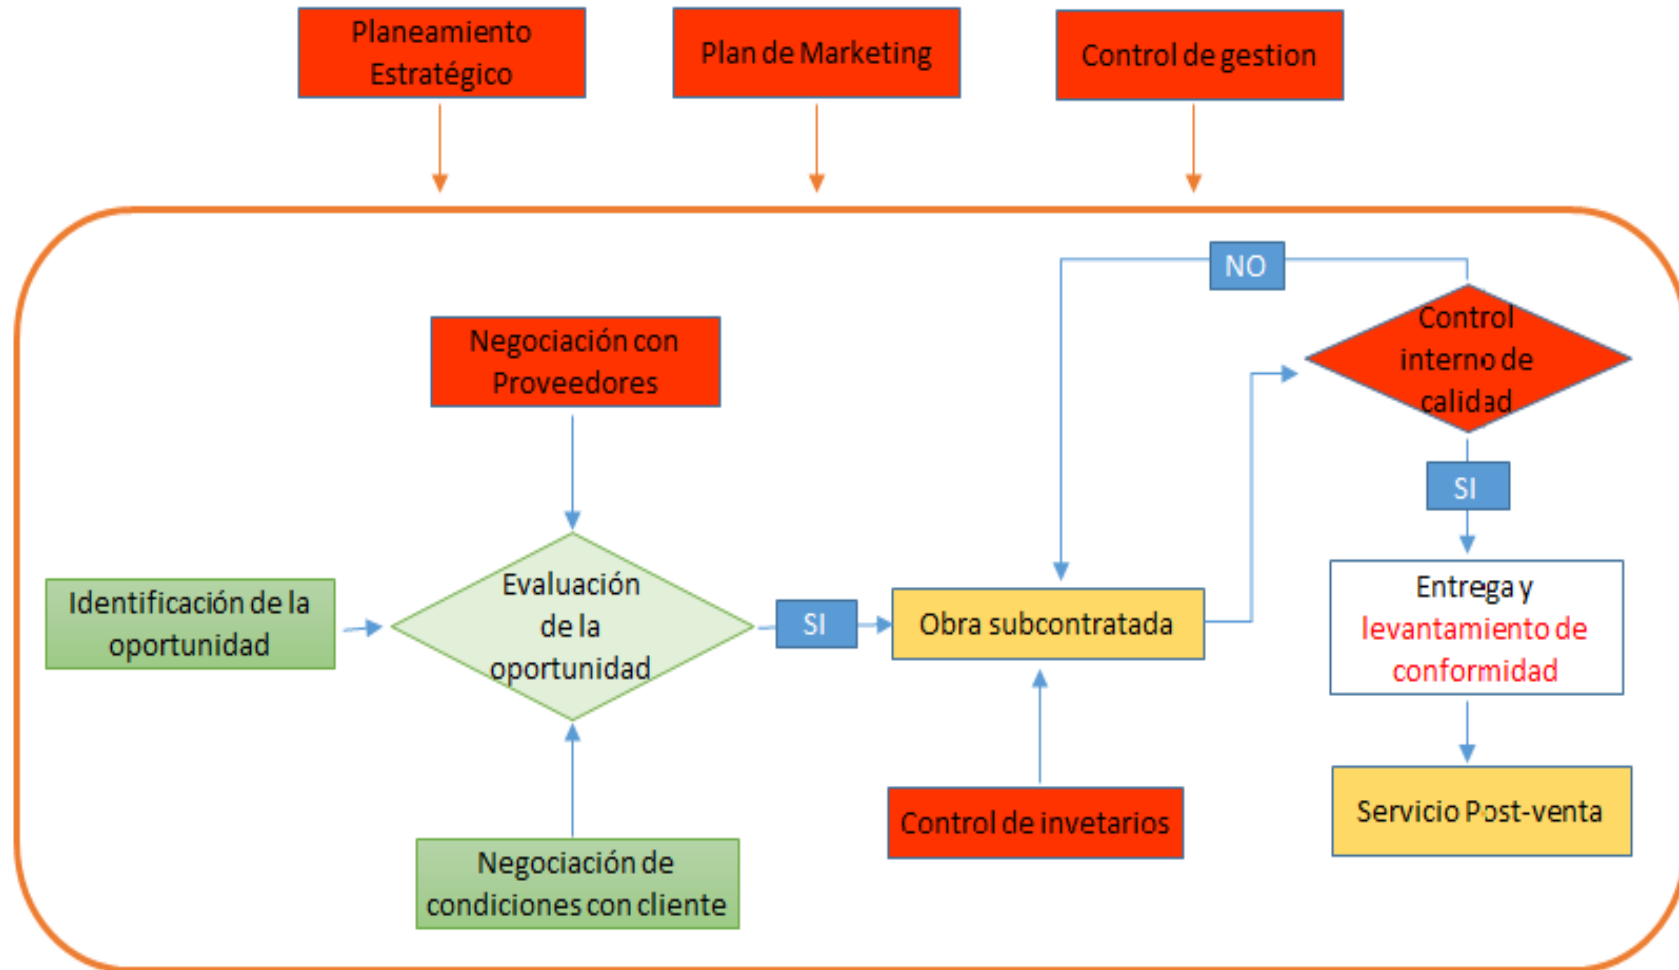 Planeamiento
Estratégico
Plan de Marketing
Control de gestion
NO
Control
interno de
calidad
Negociación con
Proveedores
SI
Identificación de la
oportunidad
Evaluación
de la
oportunidad
SI
Obra subcontratada
Entrega y
levantamiento de
conformidad
Control de invetarios
Servicio Post-venta
Negociación de
condiciones con cliente